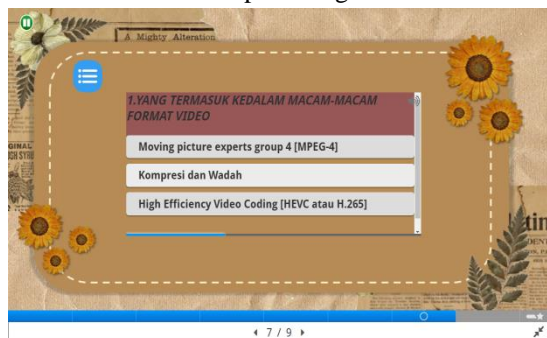 A Mighty Alteration
1.YANG TERMASUK KEDALAM MACAM-MACAM
FORMAT VIDEO
Moving picture experts group 4 [MPEG-4]
Kompresi dan Wadah
High Efficiency Video Coding [HEVC atau H.265]
7 / 9